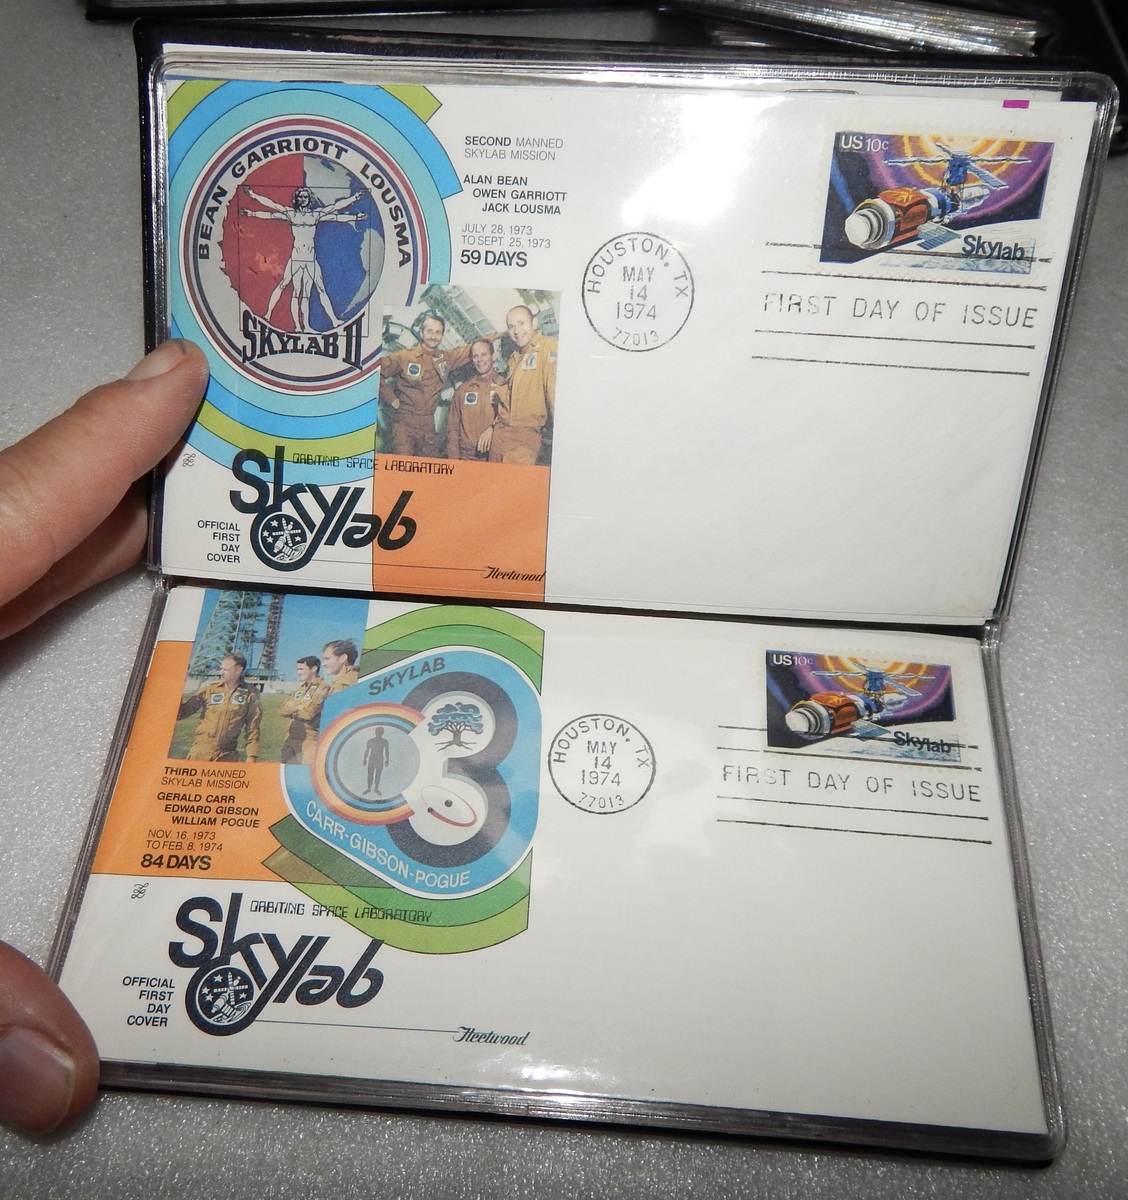 BEAN GARRIOTT LOUSMA
SKYLAB II
SECOND MANNED
SKYLAB MISSION
ALAN BEAN
OWEN GARRIOTT
JACK LOUSMA
JULY 28, 1973
TO SEPT. 25, 1973
59 DAYS
HOUSTON, TX
MAY
14
1974
77013
US 10c
Skylab
FIRST DAY OF ISSUE
ORBITING SPACE LABORATORY
Skylab
OFFICIAL
FIRST
DAY
COVER
Fleetwood
THIRD MANNED
SKYLAB MISSION
GERALD CARR
EDWARD GIBSON
WILLIAM POGUE
NOV. 16, 1973
TO FEB. 8, 1974
84 DAYS
SKYLAB
3
CARR-GIBSON-POGUE
HOUSTON, TX
MAY
14
1974
77013
US 10c
Skylab
FIRST DAY OF ISSUE
ORBITING SPACE LABORATORY
Skylab
OFFICIAL
FIRST
DAY
COVER
Fleetwood